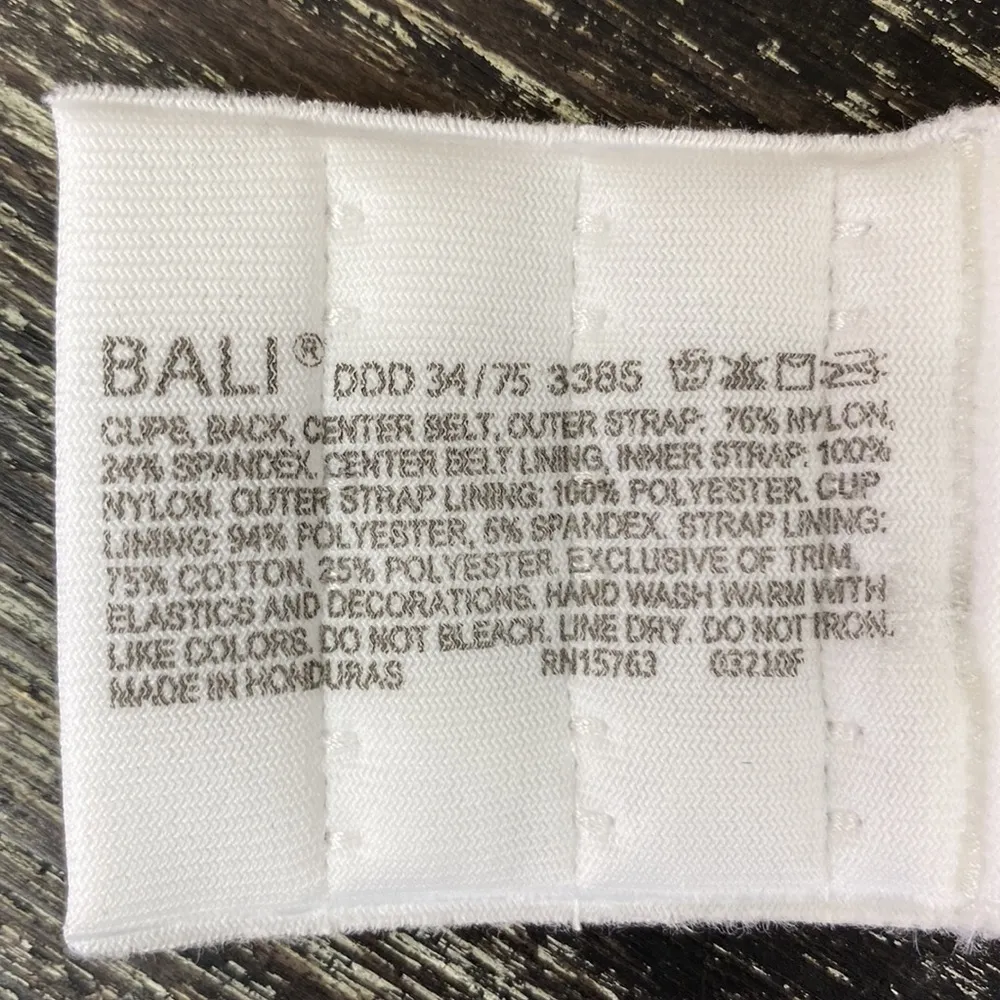 BALI® DDD 34/75 3385
CUPS, BACK, CENTER BELT, OUTER STRAP: 76% NYLON,
24% SPANDEX. CENTER BELT LINING, INNER STRAP: 100%
NYLON. OUTER STRAP LINING: 100% POLYESTER. CUP
LINING: 94% POLYESTER, 6% SPANDEX. STRAP LINING:
75% COTTON, 25% POLYESTER. EXCLUSIVE OF TRIM,
ELASTICS AND DECORATIONS. HAND WASH WARM WITH
LIKE COLORS. DO NOT BLEACH. LINE DRY. DO NOT IRON.
MADE IN HONDURAS RN15763 03210F